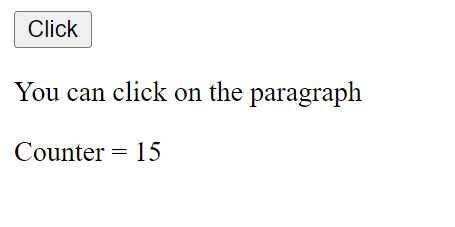 Click
You can click on the paragraph
Counter = 15